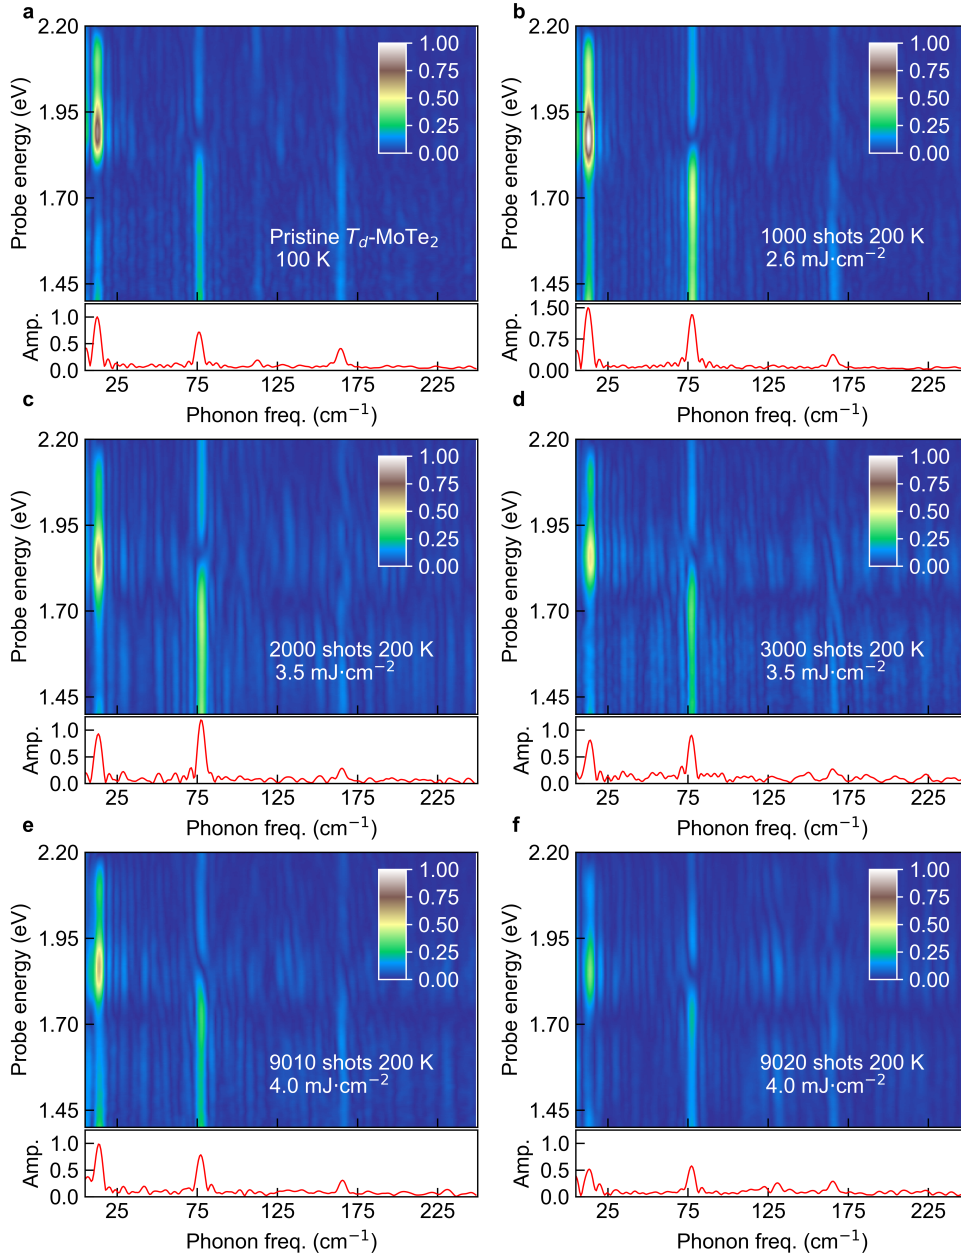 a
2.20
1.95
1.70
1.45
Probe energy (eV)
1.00
0.75
0.50
0.25
0.00
Pristine T_d-MoTe₂
100 K
1.0
0.5
0.0
Amp.
25 75 125 175 225
Phonon freq. (cm⁻¹)
b
2.20
1.95
1.70
1.45
Probe energy (eV)
1.00
0.75
0.50
0.25
0.00
1000 shots 200 K
2.6 mJ·cm⁻²
1.50
0.75
0.00
Amp.
25 75 125 175 225
Phonon freq. (cm⁻¹)
c
2.20
1.95
1.70
1.45
Probe energy (eV)
1.00
0.75
0.50
0.25
0.00
2000 shots 200 K
3.5 mJ·cm⁻²
1.0
0.5
0.0
Amp.
25 75 125 175 225
Phonon freq. (cm⁻¹)
d
2.20
1.95
1.70
1.45
Probe energy (eV)
1.00
0.75
0.50
0.25
0.00
3000 shots 200 K
3.5 mJ·cm⁻²
1.0
0.5
0.0
Amp.
25 75 125 175 225
Phonon freq. (cm⁻¹)
e
2.20
1.95
1.70
1.45
Probe energy (eV)
1.00
0.75
0.50
0.25
0.00
9010 shots 200 K
4.0 mJ·cm⁻²
1.0
0.5
0.0
Amp.
25 75 125 175 225
Phonon freq. (cm⁻¹)
f
2.20
1.95
1.70
1.45
Probe energy (eV)
1.00
0.75
0.50
0.25
0.00
9020 shots 200 K
4.0 mJ·cm⁻²
1.0
0.5
0.0
Amp.
25 75 125 175 225
Phonon freq. (cm⁻¹)